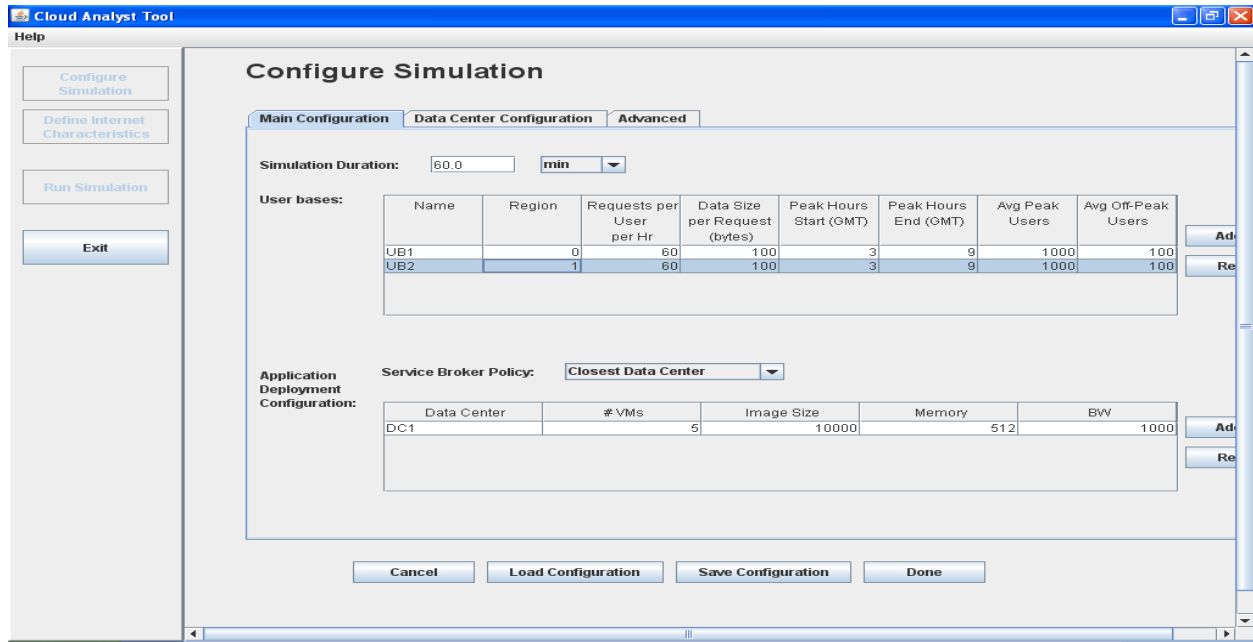 Cloud Analyst Tool
Help
Configure
Simulation
Define Internet
Characteristics
Run Simulation
Exit
Configure Simulation
Main Configuration Data Center Configuration Advanced
Simulation Duration: 60.0 min
User bases:
Name Region Requests per User per Hr Data Size per Request (bytes) Peak Hours Start (GMT) Peak Hours End (GMT) Avg Peak Users Avg Off-Peak Users
UB1 0 60 100 3 9 1000 100
UB2 1 60 100 3 9 1000 100
Ad
Re
Application
Deployment
Configuration:
Service Broker Policy: Closest Data Center
Data Center # VMs Image Size Memory BW
DC1 5 10000 512 1000
Ad
Re
Cancel Load Configuration Save Configuration Done